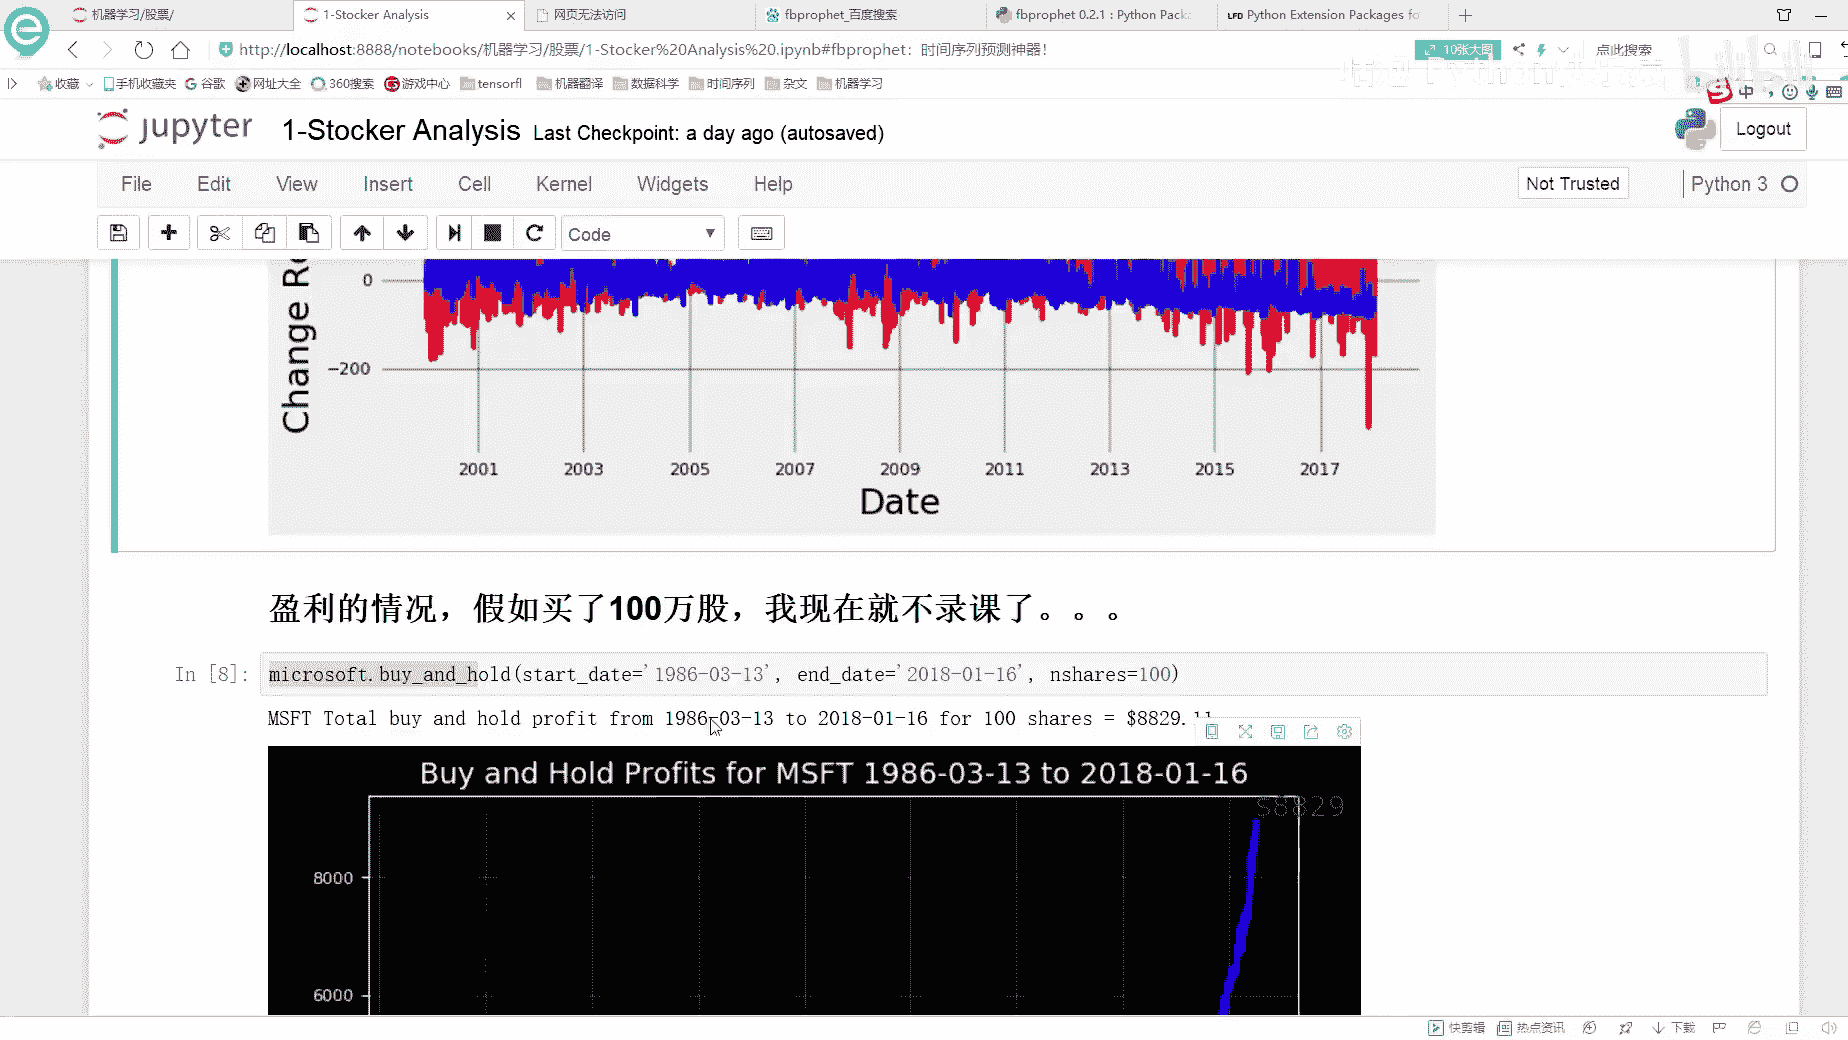 机器学习/股票/
1-Stocker Analysis
网页无法访问
fbprophet_百度搜索
fbprophet 0.2.1 : Python Pack
LFD Python Extension Packages fo
http://localhost:8888/notebooks/机器学习/股票/1-Stocker%20Analysis%20.ipynb#fbprophet: 时间序列预测神器!
10张大图
点此搜索
收藏
手机收藏夹
谷歌
网址大全
360搜索
游戏中心
tensorfl
机器翻译
数据科学
时间序列
杂文
机器学习
中
jupyter
1-Stocker Analysis
Last Checkpoint: a day ago (autosaved)
Logout
File Edit View Insert Cell Kernel Widgets Help
Not Trusted
Python 3
Code
Change Re
0
−200
2001 2003 2005 2007 2009 2011 2013 2015 2017
Date
盈利的情况，假如买了100万股，我现在就不录课了。。。
In [8]: microsoft.buy_and_hold(start_date='1986-03-13', end_date='2018-01-16', nshares=100)
MSFT Total buy and hold profit from 1986-03-13 to 2018-01-16 for 100 shares = $8829.11
Buy and Hold Profits for MSFT 1986-03-13 to 2018-01-16
$8829
8000
6000
快剪辑
热点资讯
下载